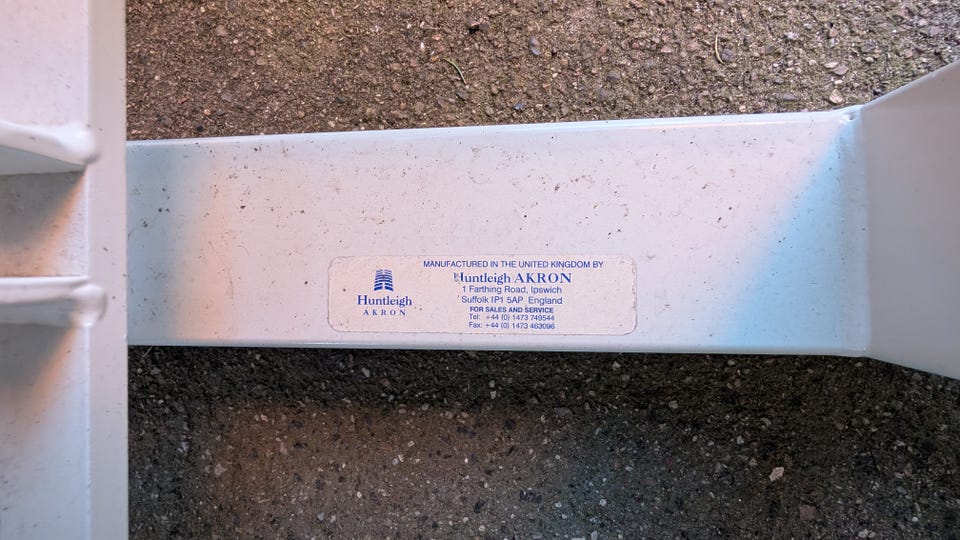 Huntleigh
AKRON
MANUFACTURED IN THE UNITED KINGDOM BY
Huntleigh AKRON
1 Farthing Road, Ipswich
Suffolk IP1 5AP England
FOR SALES AND SERVICE
Tel: +44 (0) 1473 749544
Fax: +44 (0) 1473 463096